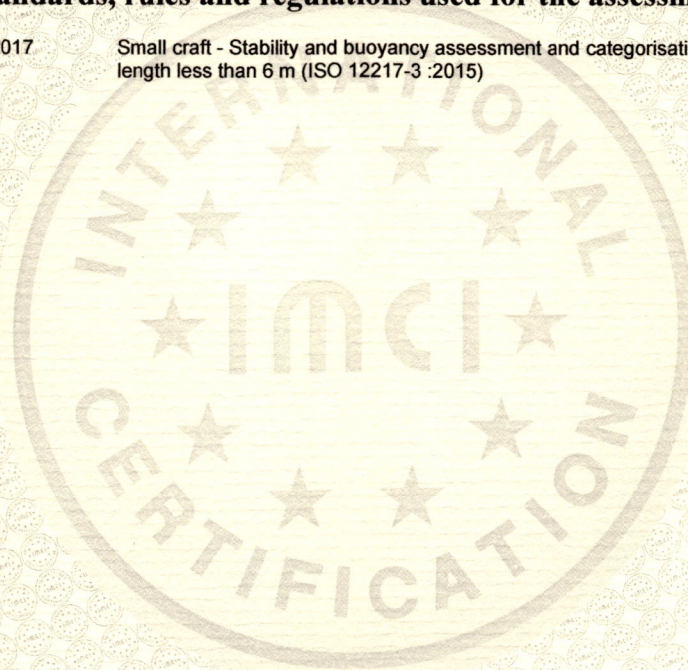 andards, rules and regulations used for the assessm
017 Small craft - Stability and buoyancy assessment and categorisati
length less than 6 m (ISO 12217-3 :2015)
INTERNATIONAL
IMCI
CERTIFICATION